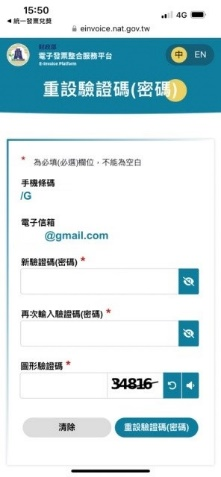 15:50
4G
◀ 統一發票兌獎
einvoice.nat.gov.tw
財政部
電子發票整合服務平台
E-Invoice Platform
中 EN
重設驗證碼(密碼)
* 為必填(必選)欄位，不能為空白
手機條碼
/G
電子信箱
@gmail.com
新驗證碼(密碼) *
再次輸入驗證碼(密碼) *
圖形驗證碼 *
34816
清除 重設驗證碼(密碼)